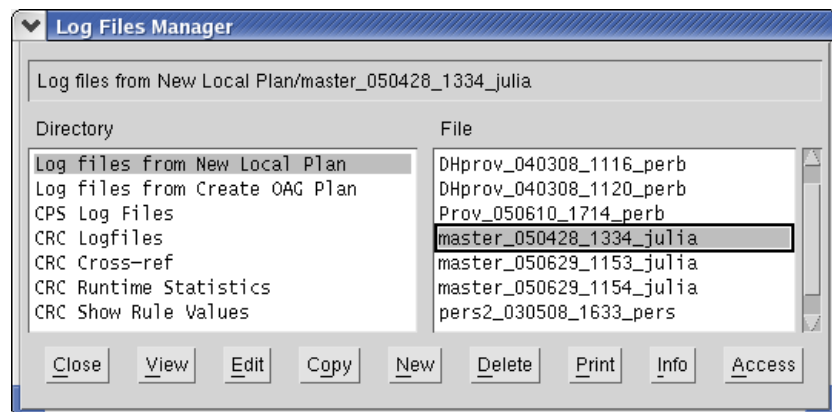 Log Files Manager
Log files from New Local Plan/master_050428_1334_julia
Directory
File
Log files from New Local Plan
Log files from Create OAG Plan
CPS Log Files
CRC Logfiles
CRC Cross-ref
CRC Runtime Statistics
CRC Show Rule Values
DHprov_040308_1116_perb
DHprov_040308_1120_perb
Prov_050610_1714_perb
master_050428_1334_julia
master_050629_1153_julia
master_050629_1154_julia
pers2_030508_1633_pers
Close View Edit Copy New Delete Print Info Access